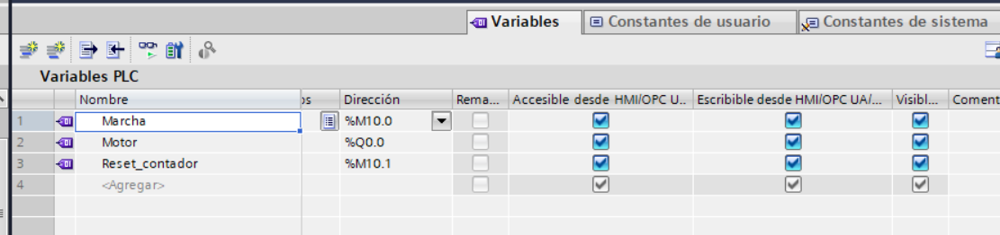 Variables Constantes de usuario Constantes de sistema
Variables PLC
Nombre Dirección Rema... Accesible desde HMI/OPC U.. Escribible desde HMI/OPC UA/... Visibl... Coment
1 Marcha %M10.0
2 Motor %Q0.0
3 Reset_contador %M10.1
4 <Agregar>